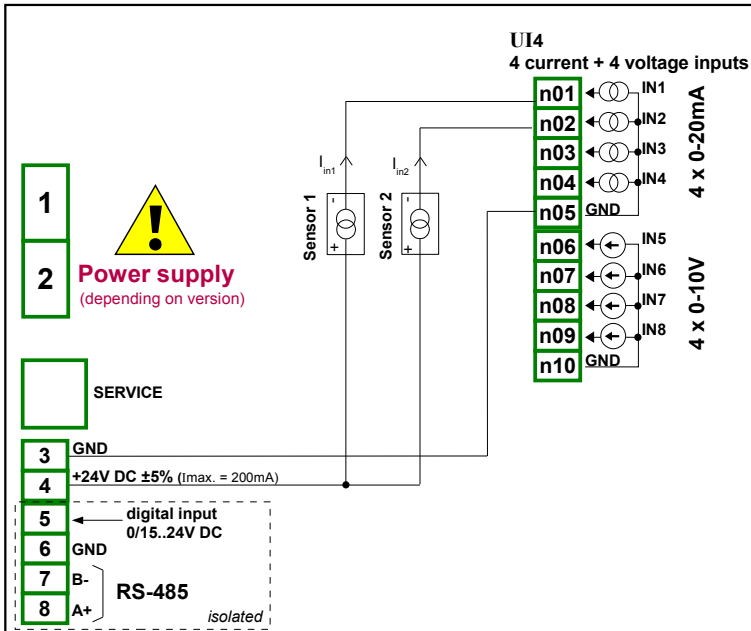 UI4
4 current + 4 voltage inputs
n01
IN1
n02
IN2
n03
IN3
n04
IN4
n05
GND
4 x 0-20mA
n06
IN5
n07
IN6
n08
IN7
n09
IN8
n10
GND
4 x 0-10V
Iin1
Iin2
Sensor 1
-
+
Sensor 2
-
+
1
2
!
Power supply
(depending on version)
SERVICE
3
GND
4
+24V DC ±5% (Imax. = 200mA)
5
digital input
0/15..24V DC
6
GND
7
B-
8
A+
RS-485
isolated